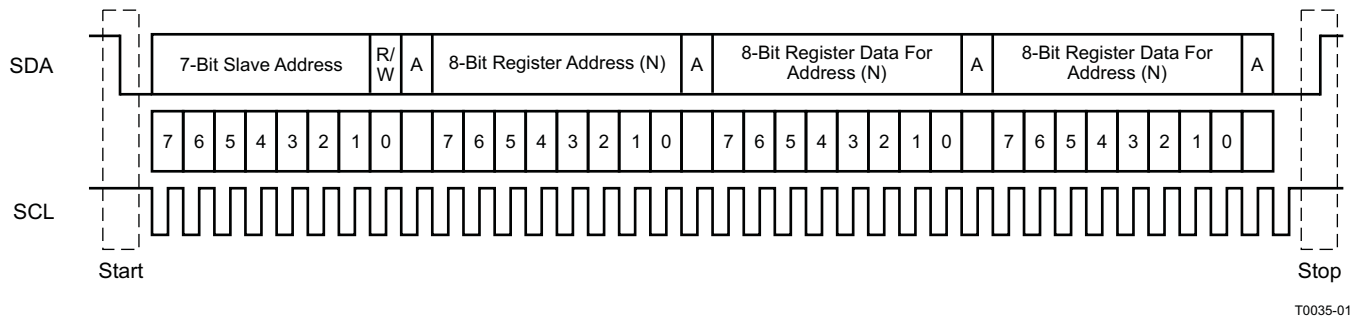 SDA
7-Bit Slave Address
R/
W
A
8-Bit Register Address (N)
A
8-Bit Register Data For
Address (N)
A
8-Bit Register Data For
Address (N)
A
7 6 5 4 3 2 1 0 7 6 5 4 3 2 1 0 7 6 5 4 3 2 1 0 7 6 5 4 3 2 1 0
SCL
Start
Stop
T0035-01